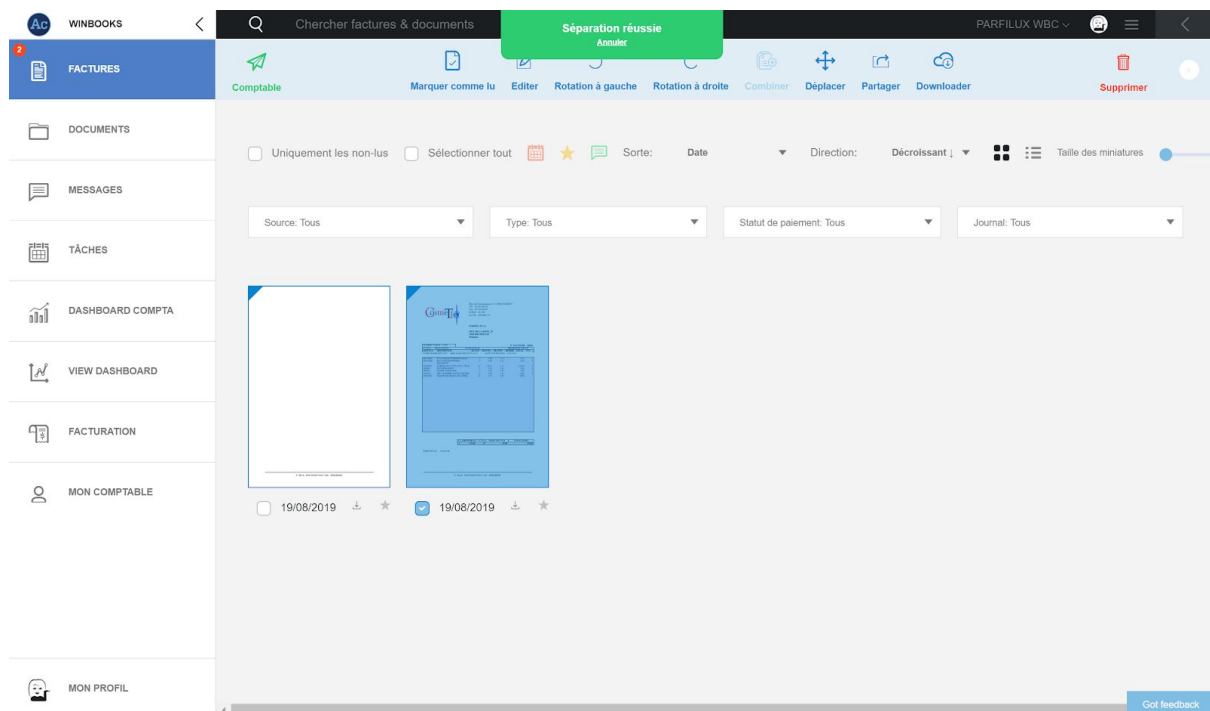 Ac WINBOOKS
Chercher factures & documents
Séparation réussie
Annuler
PARFILUX WBC
2
FACTURES
Comptable
Marquer comme lu
Editer
Rotation à gauche
Rotation à droite
Combiner
Déplacer
Partager
Downloader
Supprimer
DOCUMENTS
MESSAGES
TÂCHES
DASHBOARD COMPTA
VIEW DASHBOARD
FACTURATION
MON COMPTABLE
MON PROFIL
Uniquement les non-lus
Sélectionner tout
Sorte:
Date
Direction:
Décroissant ↓
Taille des miniatures
Source: Tous
Type: Tous
Statut de paiement: Tous
Journal: Tous
19/08/2019
19/08/2019
Got feedback